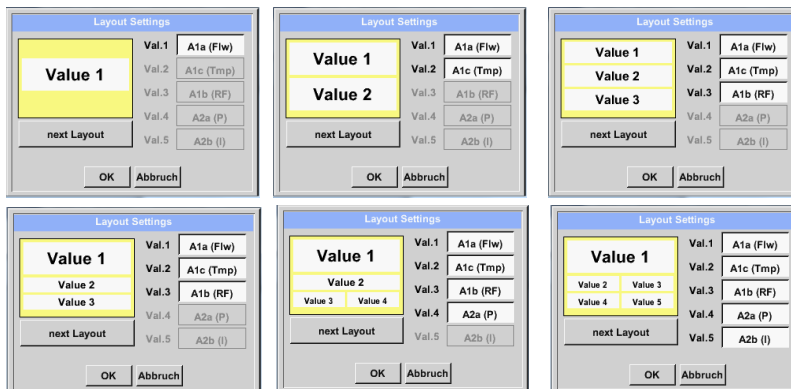 Layout Settings
Value 1
Val.1 A1a (Flw)
Val.2 A1c (Tmp)
Val.3 A1b (RF)
Val.4 A2a (P)
Val.5 A2b (I)
next Layout
OK Abbruch
Layout Settings
Value 1
Value 2
Val.1 A1a (Flw)
Val.2 A1c (Tmp)
Val.3 A1b (RF)
Val.4 A2a (P)
Val.5 A2b (I)
next Layout
OK Abbruch
Layout Settings
Value 1
Value 2
Value 3
Val.1 A1a (Flw)
Val.2 A1c (Tmp)
Val.3 A1b (RF)
Val.4 A2a (P)
Val.5 A2b (I)
next Layout
OK Abbruch
Layout Settings
Value 1
Value 2
Value 3
Val.1 A1a (Flw)
Val.2 A1c (Tmp)
Val.3 A1b (RF)
Val.4 A2a (P)
Val.5 A2b (I)
next Layout
OK Abbruch
Layout Settings
Value 1
Value 2
Value 3 Value 4
Val.1 A1a (Flw)
Val.2 A1c (Tmp)
Val.3 A1b (RF)
Val.4 A2a (P)
Val.5 A2b (I)
next Layout
OK Abbruch
Layout Settings
Value 1
Value 2 Value 3
Value 4 Value 5
Val.1 A1a (Flw)
Val.2 A1c (Tmp)
Val.3 A1b (RF)
Val.4 A2a (P)
Val.5 A2b (I)
next Layout
OK Abbruch